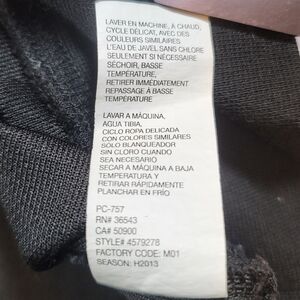 LAVER EN MACHINE, À CHAUD,
CYCLE DÉLICAT, AVEC DES
COULEURS SIMILAIRES
L'EAU DE JAVEL SANS CHLORE
SEULEMENT SI NÉCESSAIRE
SÉCHOIR, BASSE
TEMPÉRATURE,
RETIRER IMMÉDIATEMENT
REPASSAGE À BASSE
TEMPÉRATURE
LAVAR A MÁQUINA,
AGUA TIBIA,
CICLO ROPA DELICADA
CON COLORES SIMILARES
SÓLO BLANQUEADOR
SIN CLORO CUANDO
SEA NECESARIO
SECAR A MÁQUINA A BAJA
TEMPERATURA Y
RETIRAR RÁPIDAMENTE
PLANCHAR EN FRÍO
PC-757
RN# 36543
CA# 50900
STYLE# 4579278
FACTORY CODE: M01
SEASON: H2013